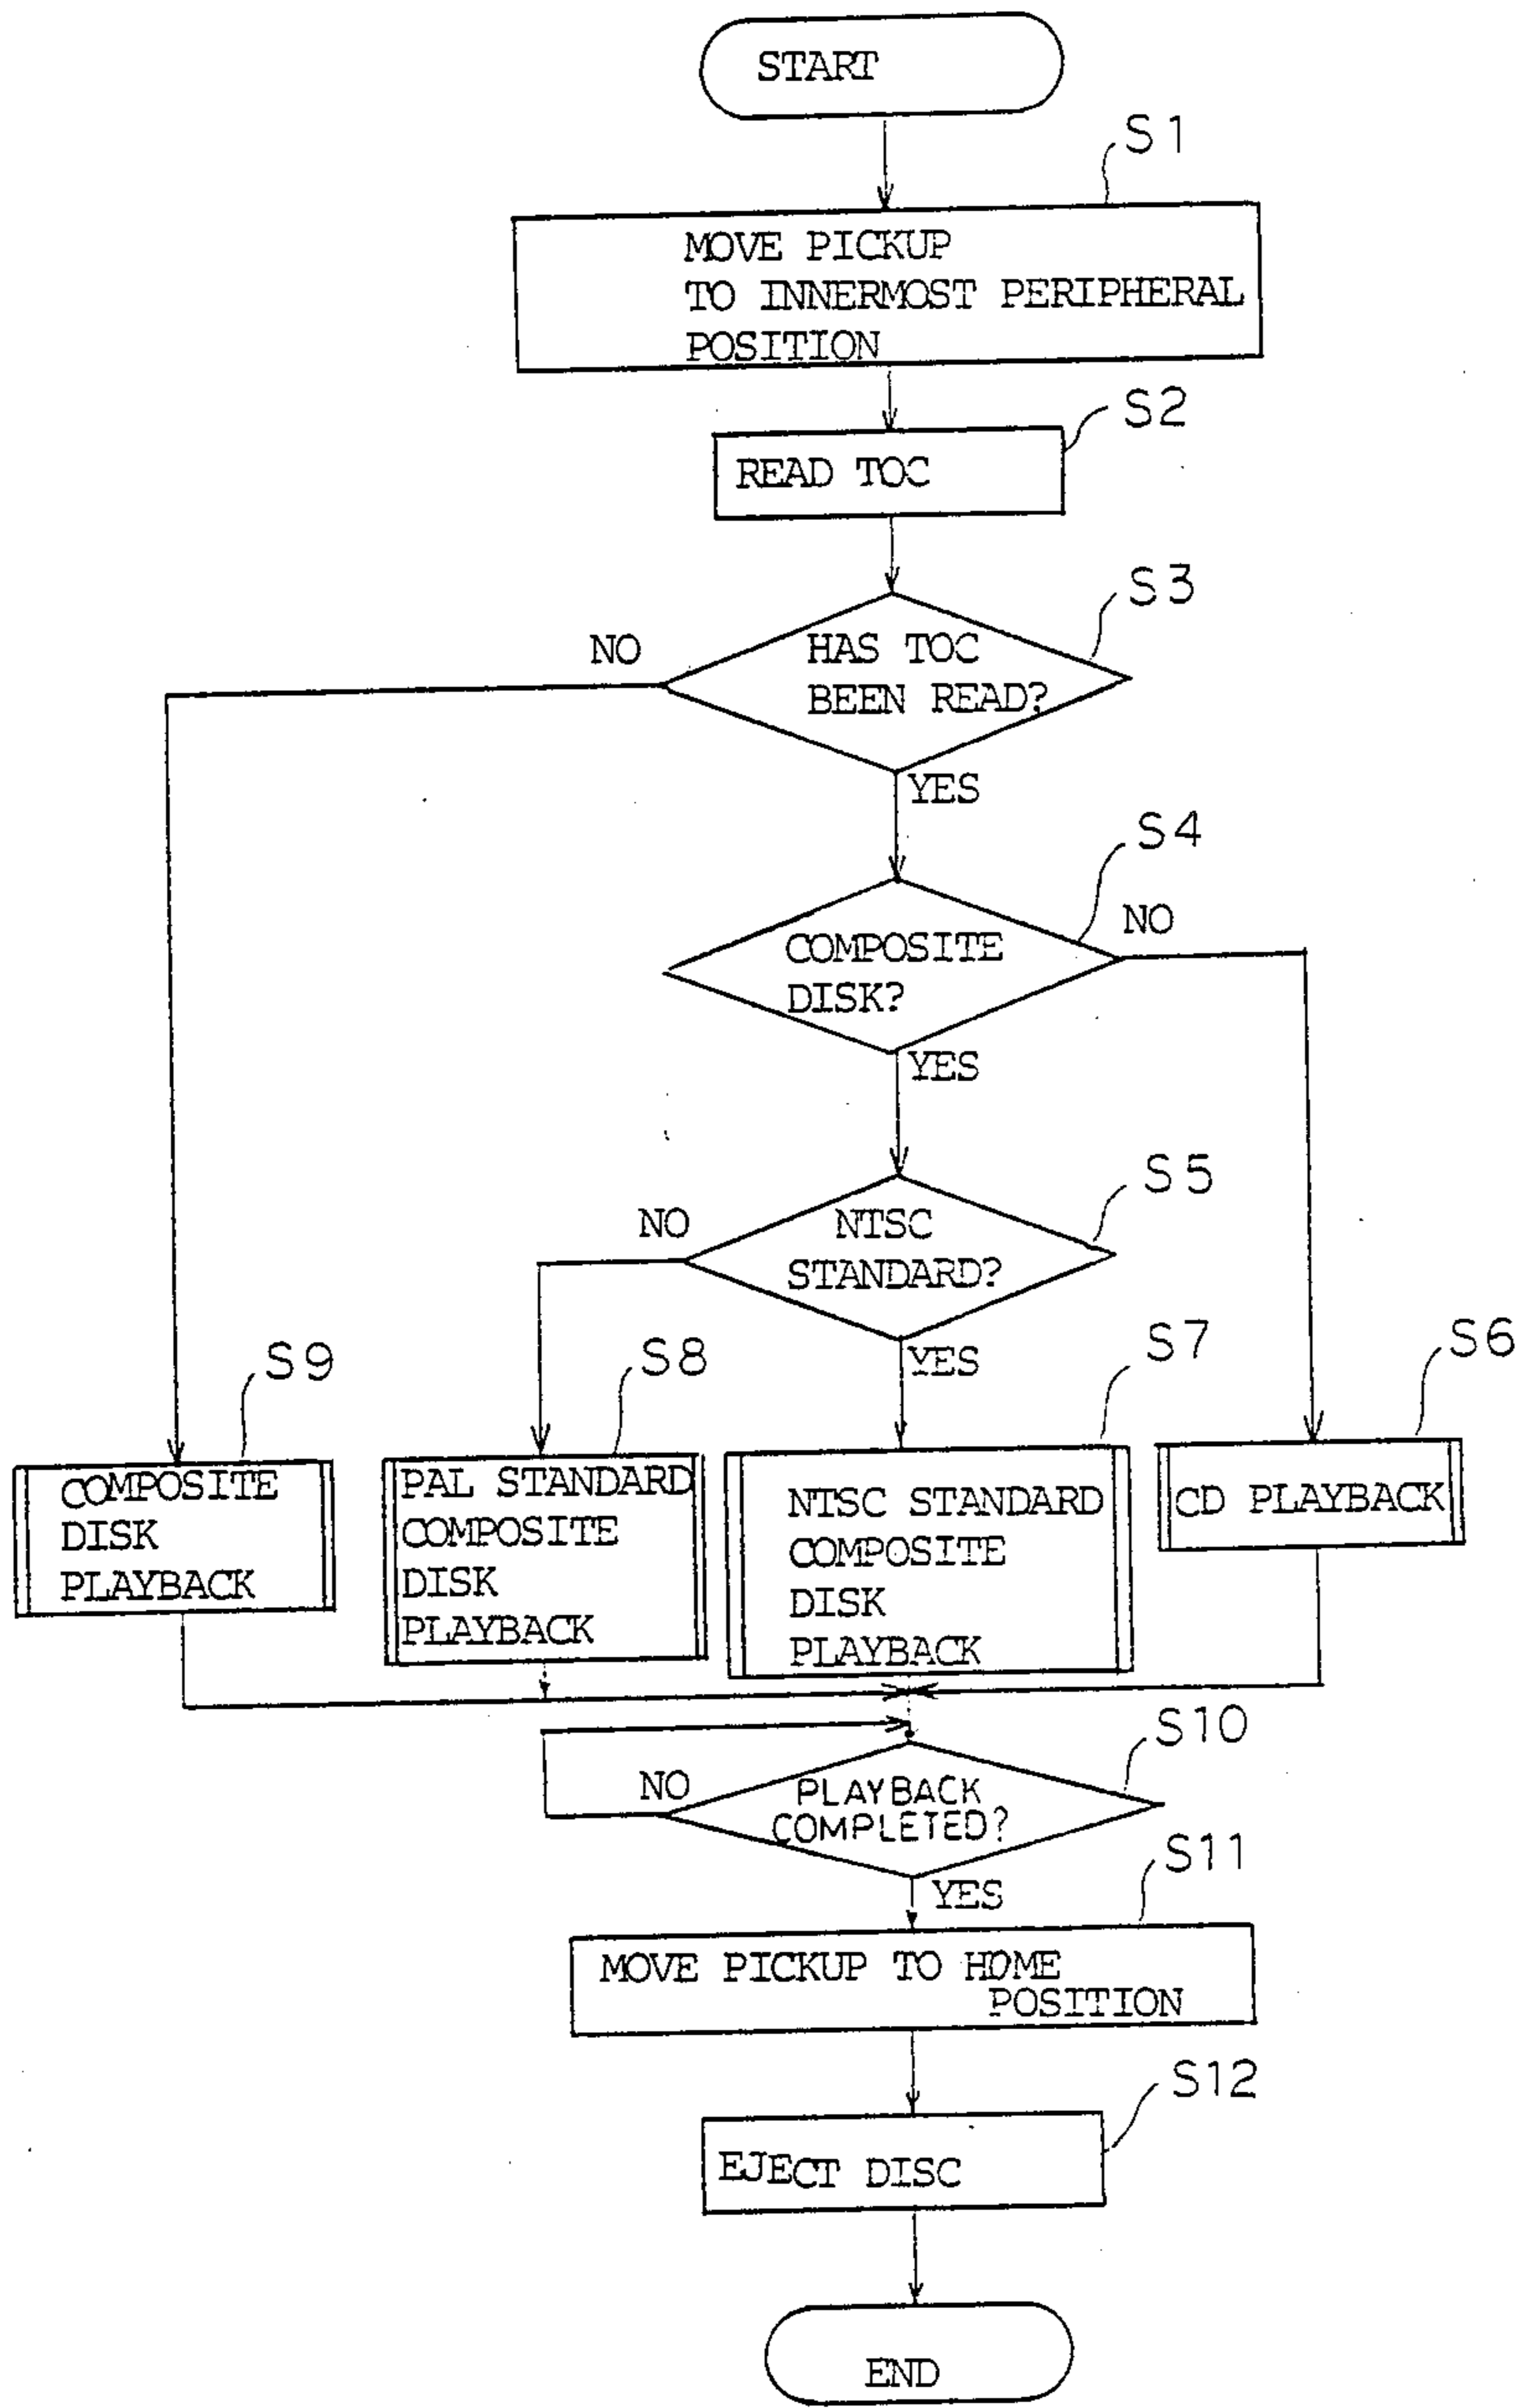 START
S1
MOVE PICKUP
TO INNERMOST PERIPHERAL
POSITION
S2
READ TOC
S3
NO
HAS TOC
BEEN READ?
YES
S4
NO
COMPOSITE
DISK?
YES
S5
NO
NTSC
STANDARD?
YES
S9
S8
S7
S6
COMPOSITE
DISK
PLAYBACK
PAL STANDARD
COMPOSITE
DISK
PLAYBACK
NTSC STANDARD
COMPOSITE
DISK
PLAYBACK
CD PLAYBACK
S10
NO
PLAYBACK
COMPLETED?
YES
S11
MOVE PICKUP TO HOME
POSITION
S12
EJECT DISC
END